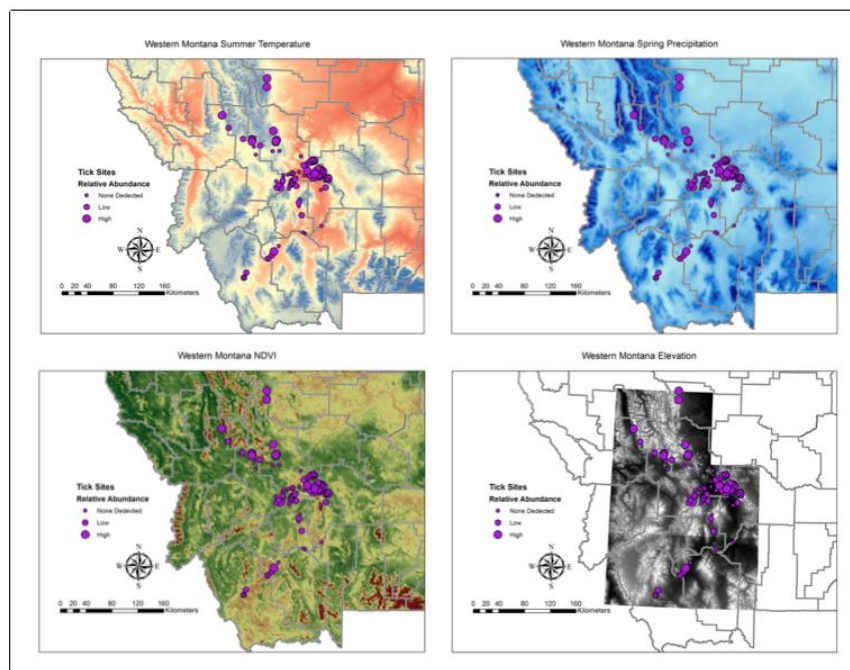 Western Montana Summer Temperature
Tick Sites
Relative Abundance
None Dedected
Low
High
N
W E
S
0 20 40 80 120 160
Kilometers
Western Montana Spring Precipitation
Tick Sites
Relative Abundance
None Dedected
Low
High
N
W E
S
0 20 40 80 120 160
Kilometers
Western Montana NDVI
Tick Sites
Relative Abundance
None Dedected
Low
High
N
W E
S
0 20 40 80 120 160
Kilometers
Western Montana Elevation
Tick Sites
Relative Abundance
None Dedected
Low
High
N
W E
S
0 20 40 80 120 160
Kilometers